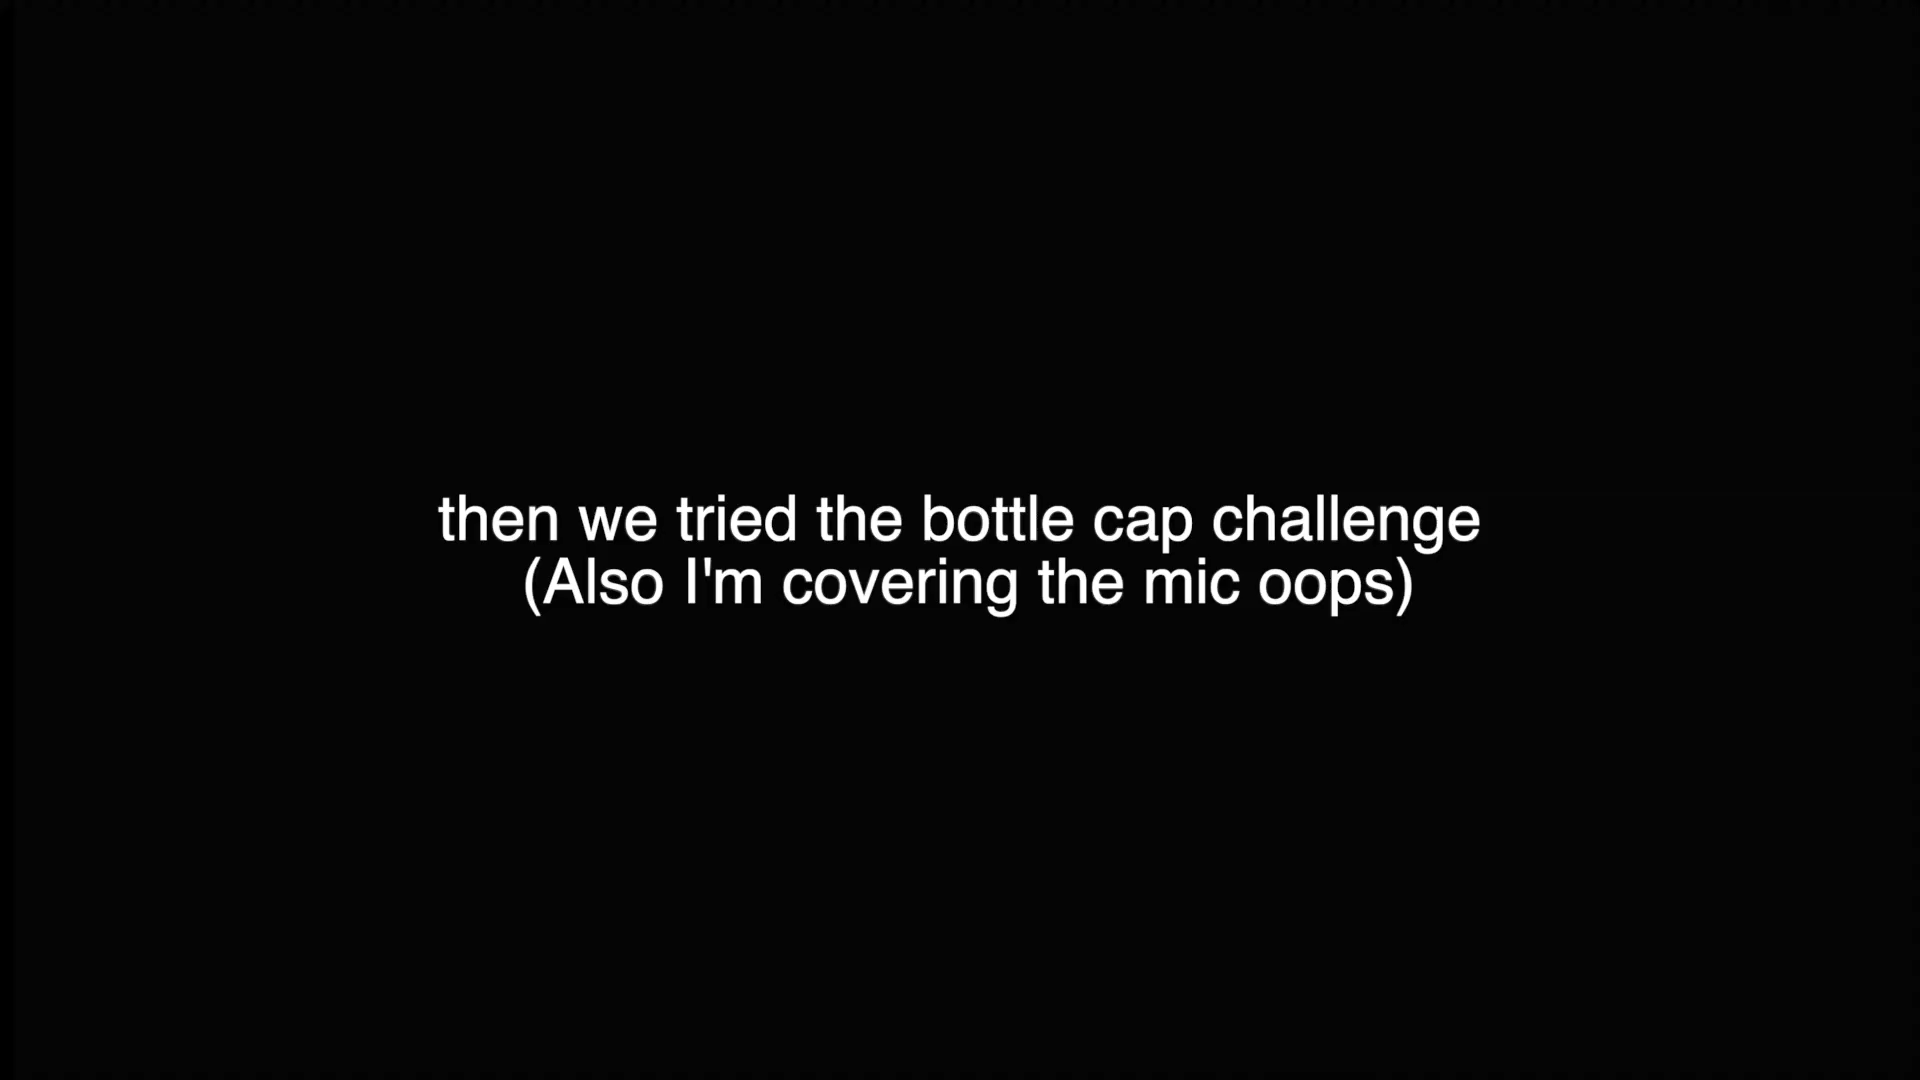 then we tried the bottle cap challenge
(Also I'm covering the mic oops)